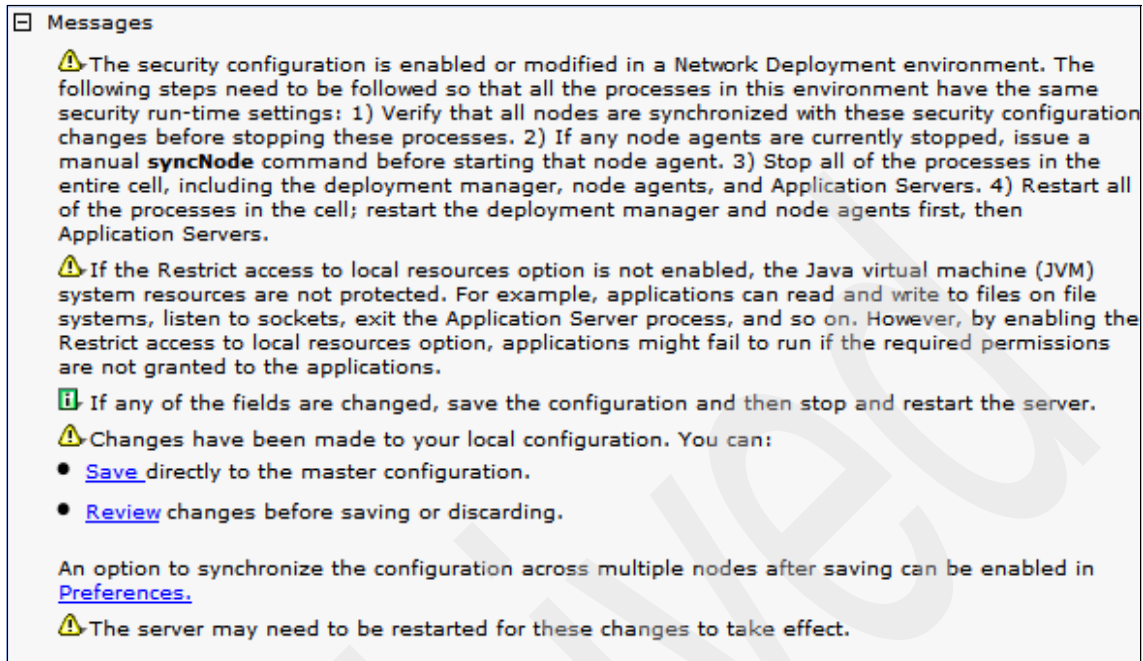 Messages
The security configuration is enabled or modified in a Network Deployment environment. The
following steps need to be followed so that all the processes in this environment have the same
security run-time settings: 1) Verify that all nodes are synchronized with these security configuration
changes before stopping these processes. 2) If any node agents are currently stopped, issue a
manual syncNode command before starting that node agent. 3) Stop all of the processes in the
entire cell, including the deployment manager, node agents, and Application Servers. 4) Restart all
of the processes in the cell; restart the deployment manager and node agents first, then
Application Servers.
If the Restrict access to local resources option is not enabled, the Java virtual machine (JVM)
system resources are not protected. For example, applications can read and write to files on file
systems, listen to sockets, exit the Application Server process, and so on. However, by enabling the
Restrict access to local resources option, applications might fail to run if the required permissions
are not granted to the applications.
If any of the fields are changed, save the configuration and then stop and restart the server.
Changes have been made to your local configuration. You can:
● Save directly to the master configuration.
● Review changes before saving or discarding.
An option to synchronize the configuration across multiple nodes after saving can be enabled in
Preferences.
The server may need to be restarted for these changes to take effect.